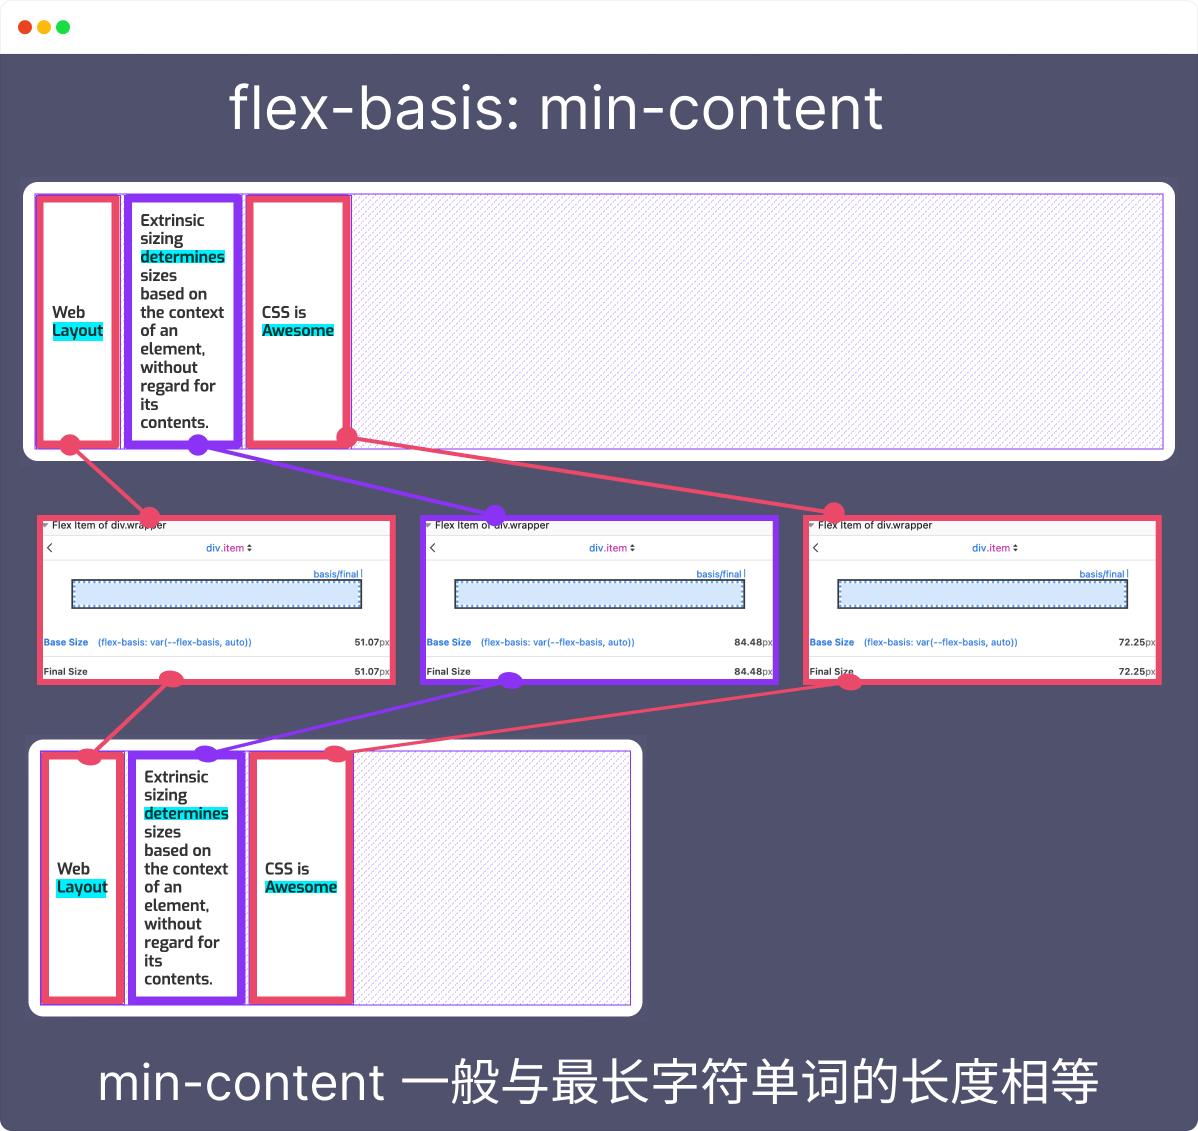 flex-basis: min-content
Web
Layout
Extrinsic
sizing
determines
sizes
based on
the context
of an
element,
without
regard for
its
contents.
CSS is
Awesome
Flex Item of div.wrapper
div.item
basis/final
Base Size (flex-basis: var(--flex-basis, auto)) 51.07px
Final Size 51.07px
Flex Item of div.wrapper
div.item
basis/final
Base Size (flex-basis: var(--flex-basis, auto)) 84.48px
Final Size 84.48px
Flex Item of div.wrapper
div.item
basis/final
Base Size (flex-basis: var(--flex-basis, auto)) 72.25px
Final Size 72.25px
Web
Layout
Extrinsic
sizing
determines
sizes
based on
the context
of an
element,
without
regard for
its
contents.
CSS is
Awesome
min-content 一般与最长字符单词的长度相等